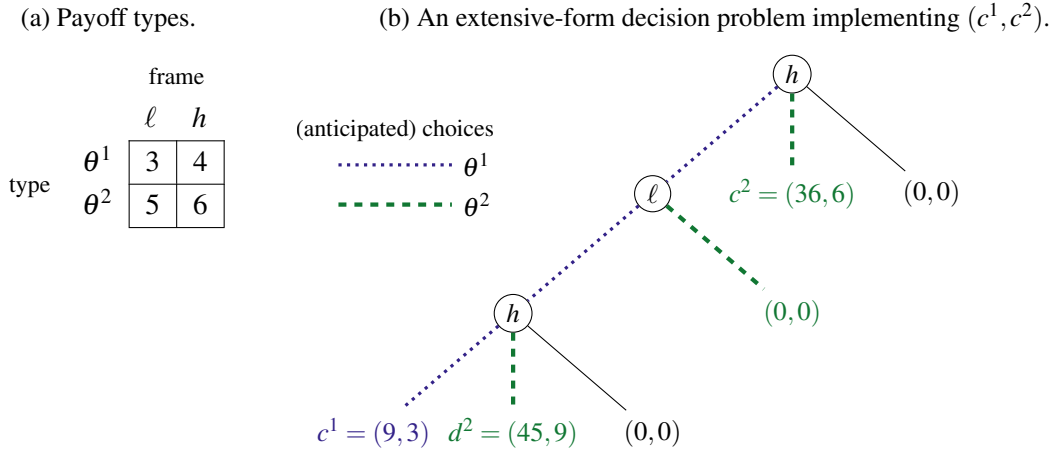 (a) Payoff types.
(b) An extensive-form decision problem implementing (c¹, c²).
frame
ℓ h
type
θ¹ 3 4
θ² 5 6
(anticipated) choices
θ¹
θ²
h
ℓ
c² = (36, 6)
(0, 0)
h
(0, 0)
c¹ = (9, 3)
d² = (45, 9)
(0, 0)